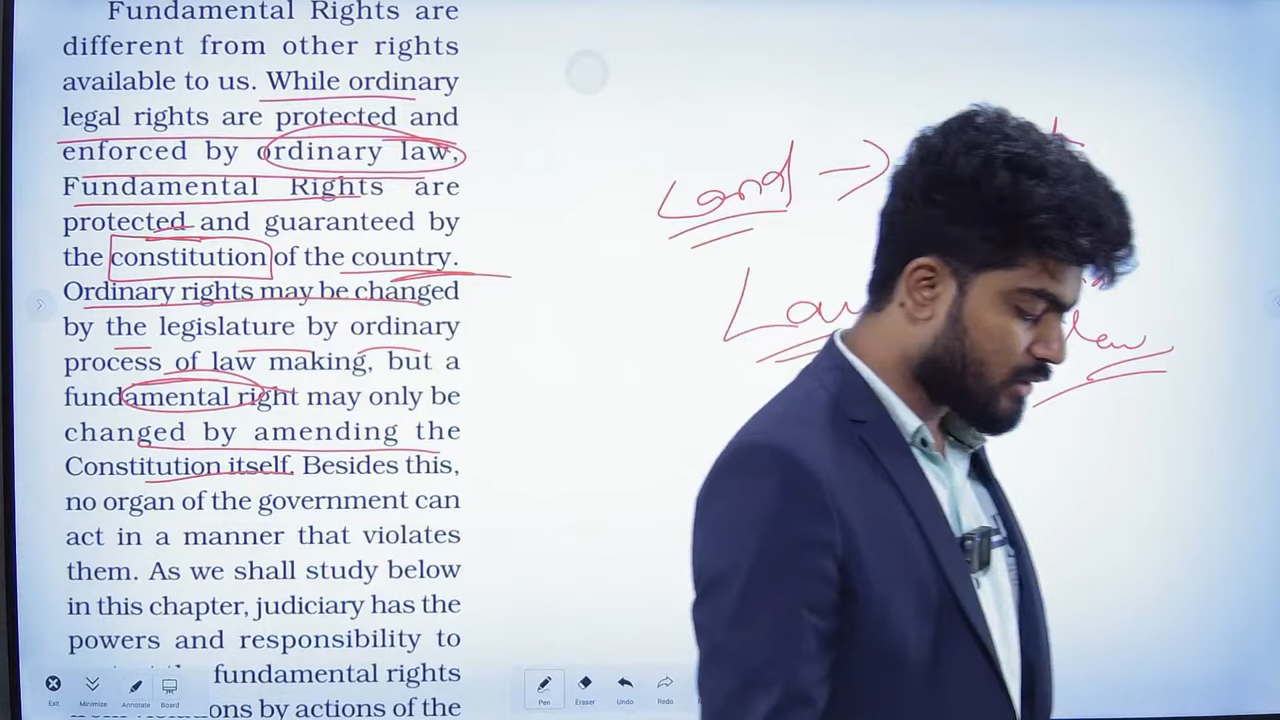 Fundamental Rights are
different from other rights
available to us. While ordinary
legal rights are protected and
enforced by ordinary law,
Fundamental Rights are
protected and guaranteed by
the constitution of the country.
Ordinary rights may be changed
by the legislature by ordinary
process of law making, but a
fundamental right may only be
changed by amending the
Constitution itself. Besides this,
no organ of the government can
act in a manner that violates
them. As we shall study below
in this chapter, judiciary has the
powers and responsibility to
fundamental rights
ons by actions of the
Land →
Exit
Minimize
Annotate
Board
Pen
Eraser
Undo
Redo